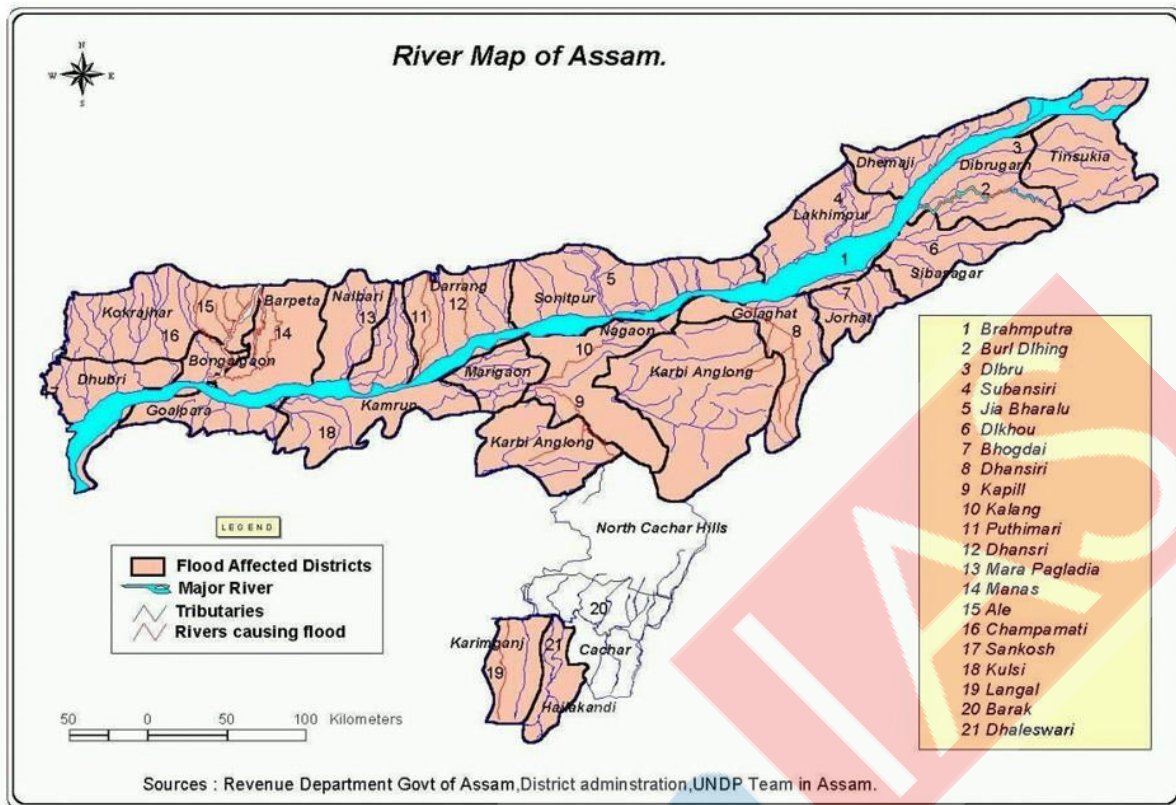 River Map of Assam.
N
W E
S
Dhemaji
3
Dibrugarh
Tinsukia
2
4
Lakhimpur
6
Sibasagar
1
5
Sonitpur
7
Jorhat
Golaghat
8
Darrang
12
11
Nalbari
13
Barpeta
14
15
Kokrajhar
16
Bongaigaon
Dhubri
Goalpara
18
Kamrup
Marigaon
Nagaon
10
9
Karbi Anglong
Karbi Anglong
North Cachar Hills
20
Cachar
Karimganj
19
21
Hailakandi
LEGEND
Flood Affected Districts
Major River
Tributaries
Rivers causing flood
50 0 50 100 Kilometers
1 Brahmputra
2 Burl Dlhing
3 Dlbru
4 Subansiri
5 Jia Bharalu
6 Dlkhou
7 Bhogdai
8 Dhansiri
9 Kapill
10 Kalang
11 Puthimari
12 Dhansri
13 Mara Pagladia
14 Manas
15 Ale
16 Champamati
17 Sankosh
18 Kulsi
19 Langal
20 Barak
21 Dhaleswari
Sources : Revenue Department Govt of Assam,District adminstration,UNDP Team in Assam.
IAS